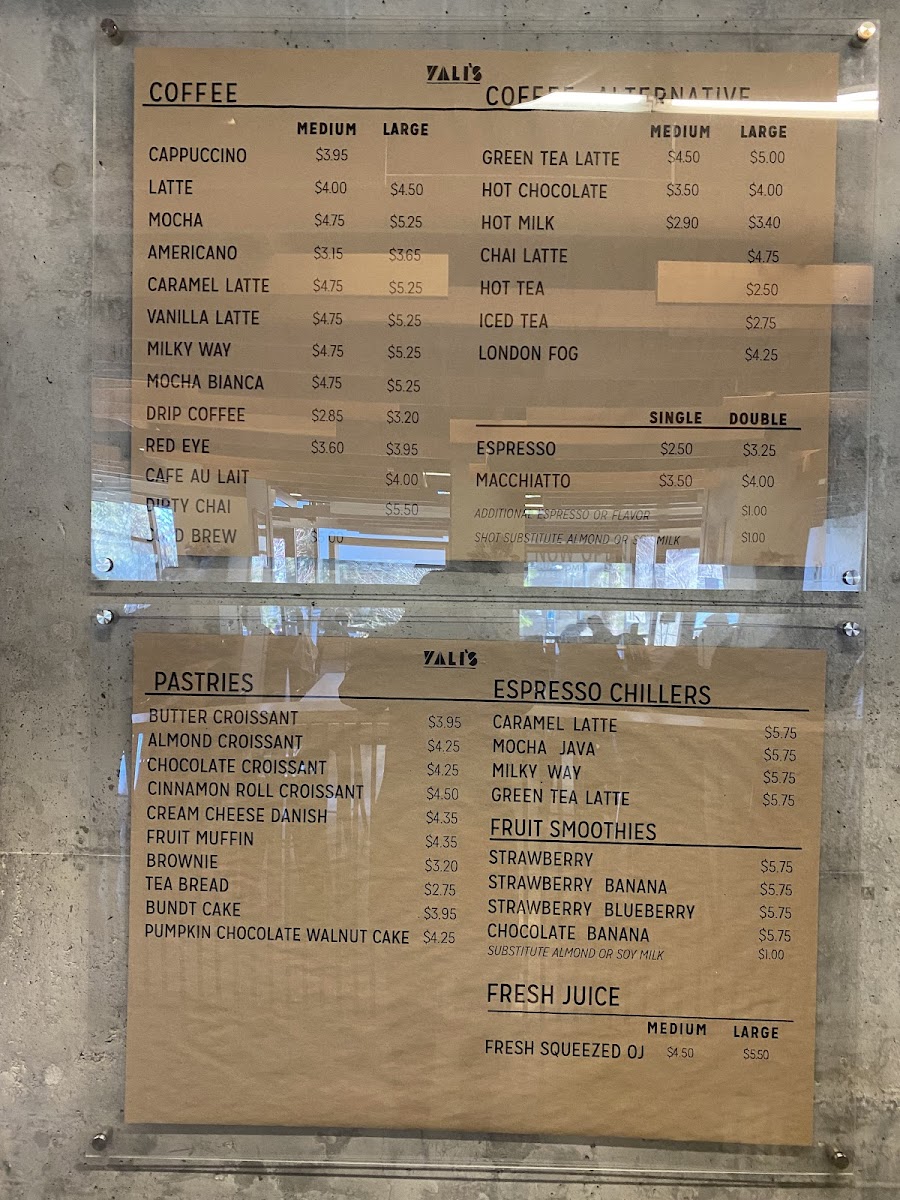 YALI'S
COFFEE
MEDIUM LARGE
CAPPUCCINO $3.95
LATTE $4.00 $4.50
MOCHA $4.75 $5.25
AMERICANO $3.15 $3.65
CARAMEL LATTE $4.75 $5.25
VANILLA LATTE $4.75 $5.25
MILKY WAY $4.75 $5.25
MOCHA BIANCA $4.75 $5.25
DRIP COFFEE $2.85 $3.20
RED EYE $3.60 $3.95
CAFE AU LAIT $4.00
DIRTY CHAI $5.50
BREW
COFFEE ALTERNATIVE
MEDIUM LARGE
GREEN TEA LATTE $4.50 $5.00
HOT CHOCOLATE $3.50 $4.00
HOT MILK $2.90 $3.40
CHAI LATTE $4.75
HOT TEA $2.50
ICED TEA $2.75
LONDON FOG $4.25
SINGLE DOUBLE
ESPRESSO $2.50 $3.25
MACCHIATTO $3.50 $4.00
ADDITIONAL ESPRESSO OR FLAVOR $1.00
SHOT SUBSTITUTE ALMOND OR SOY MILK $1.00
YALI'S
PASTRIES
BUTTER CROISSANT $3.95
ALMOND CROISSANT $4.25
CHOCOLATE CROISSANT $4.25
CINNAMON ROLL CROISSANT $4.50
CREAM CHEESE DANISH $4.35
FRUIT MUFFIN $4.35
BROWNIE $3.20
TEA BREAD $2.75
BUNDT CAKE $3.95
PUMPKIN CHOCOLATE WALNUT CAKE $4.25
ESPRESSO CHILLERS
CARAMEL LATTE $5.75
MOCHA JAVA $5.75
MILKY WAY $5.75
GREEN TEA LATTE $5.75
FRUIT SMOOTHIES
STRAWBERRY $5.75
STRAWBERRY BANANA $5.75
STRAWBERRY BLUEBERRY $5.75
CHOCOLATE BANANA $5.75
SUBSTITUTE ALMOND OR SOY MILK $1.00
FRESH JUICE
MEDIUM LARGE
FRESH SQUEEZED OJ $4.50 $5.50